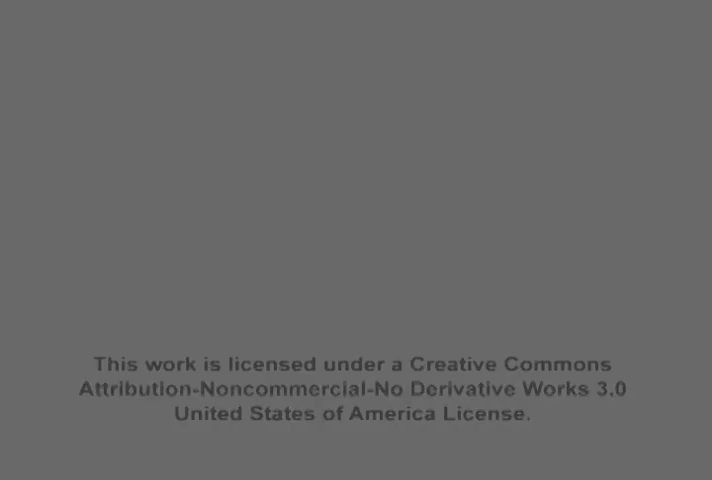 This work is licensed under a Creative Commons
Attribution-Noncommercial-No Derivative Works 3.0
United States of America License.